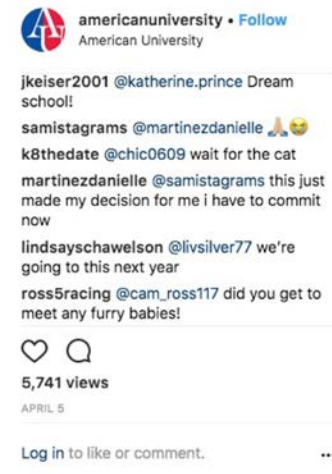 americanuniversity • Follow
American University
jkeiser2001 @katherine.prince Dream
school!
samistagrams @martinezdanielle 🙏🏼😭
k8thedate @chic0609 wait for the cat
martinezdanielle @samistagrams this just
made my decision for me i have to commit
now
lindsayschawelson @livsilver77 we're
going to this next year
ross5racing @cam_ross117 did you get to
meet any furry babies!
5,741 views
APRIL 5
Log in to like or comment.